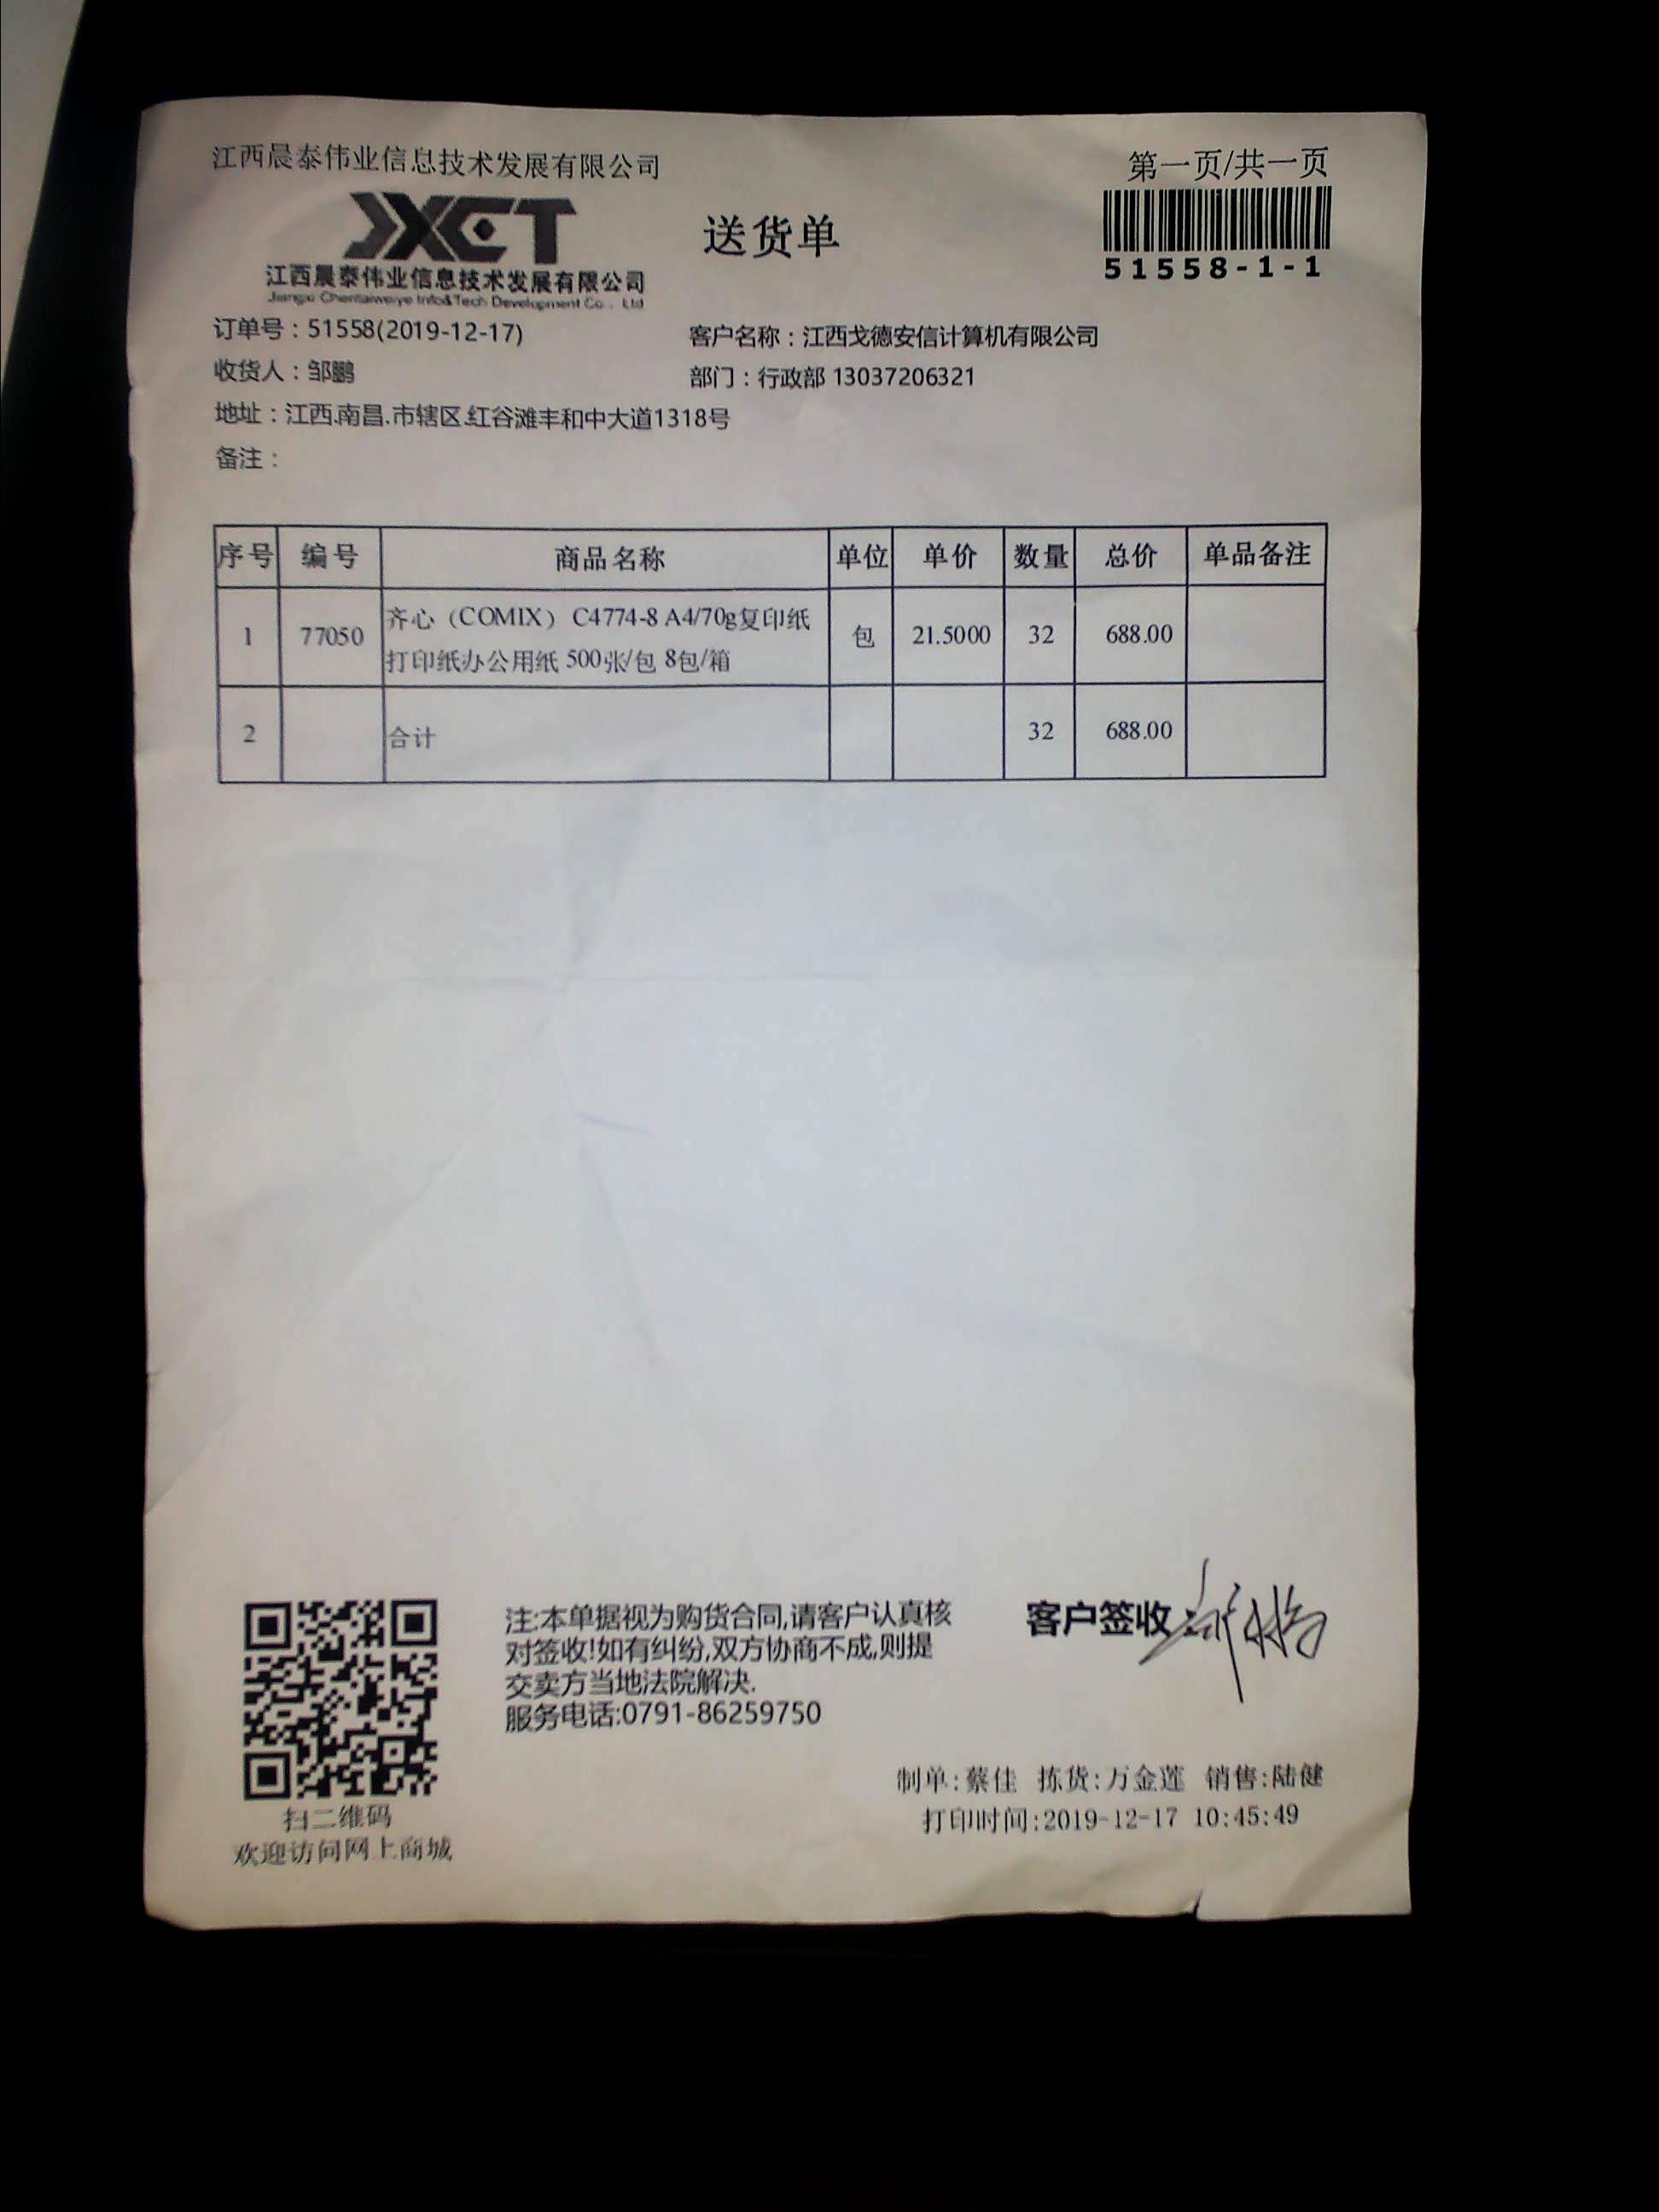 江西晨泰伟业信息技术发展有限公司
第一页/共一页
JXCT
送货单
江西晨泰伟业信息技术发展有限公司
Jiangxi Chentaiweiye Info&Tech Development Co., Ltd
51558-1-1
订单号：51558(2019-12-17)
客户名称：江西戈德安信计算机有限公司
收货人：邹鹏
部门：行政部 13037206321
地址：江西.南昌.市辖区.红谷滩丰和中大道1318号
备注：
序号 编号 商品名称 单位 单价 数量 总价 单品备注
1 77050 齐心（COMIX） C4774-8 A4/70g复印纸 包 21.5000 32 688.00
打印纸办公用纸 500张/包 8包/箱
2 合计 32 688.00
注:本单据视为购货合同,请客户认真核
对签收!如有纠纷,双方协商不成,则提
交卖方当地法院解决.
服务电话:0791-86259750
客户签收：
扫二维码
欢迎访问网上商城
制单:蔡佳 拣货:万金莲 销售:陆健
打印时间:2019-12-17 10:45:49